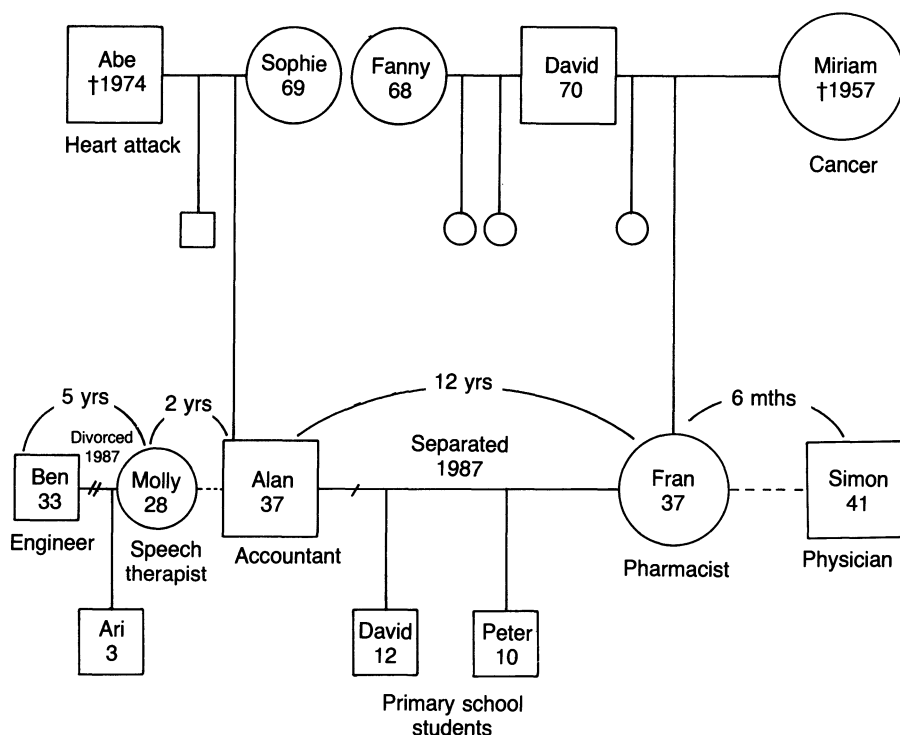 Abe
†1974
Sophie
69
Fanny
68
David
70
Miriam
†1957
Heart attack
Cancer
5 yrs
2 yrs
12 yrs
6 mths
Divorced
1987
Separated
1987
Ben
33
Molly
28
Alan
37
Fran
37
Simon
41
Engineer
Speech
therapist
Accountant
Pharmacist
Physician
Ari
3
David
12
Peter
10
Primary school
students